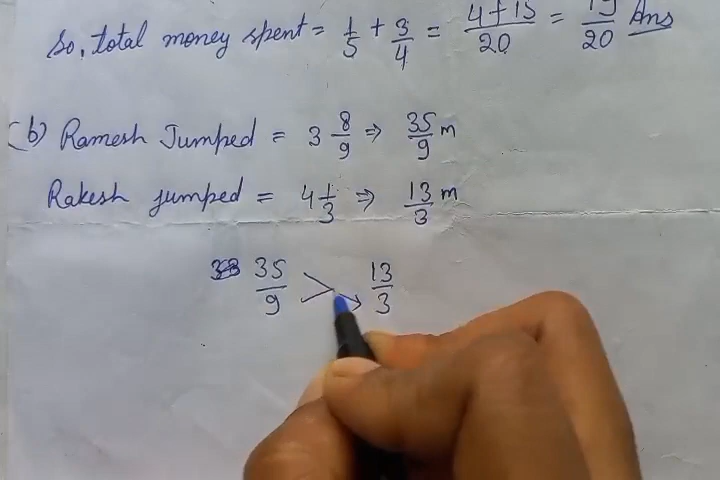 So, total money spent = 1/5 + 3/4 = 4+15/20 = 19/20 Ans
(b) Ramesh Jumped = 3 8/9 ⇒ 35/9 m
Rakesh jumped = 4 1/3 ⇒ 13/3 m
35/9 13/3